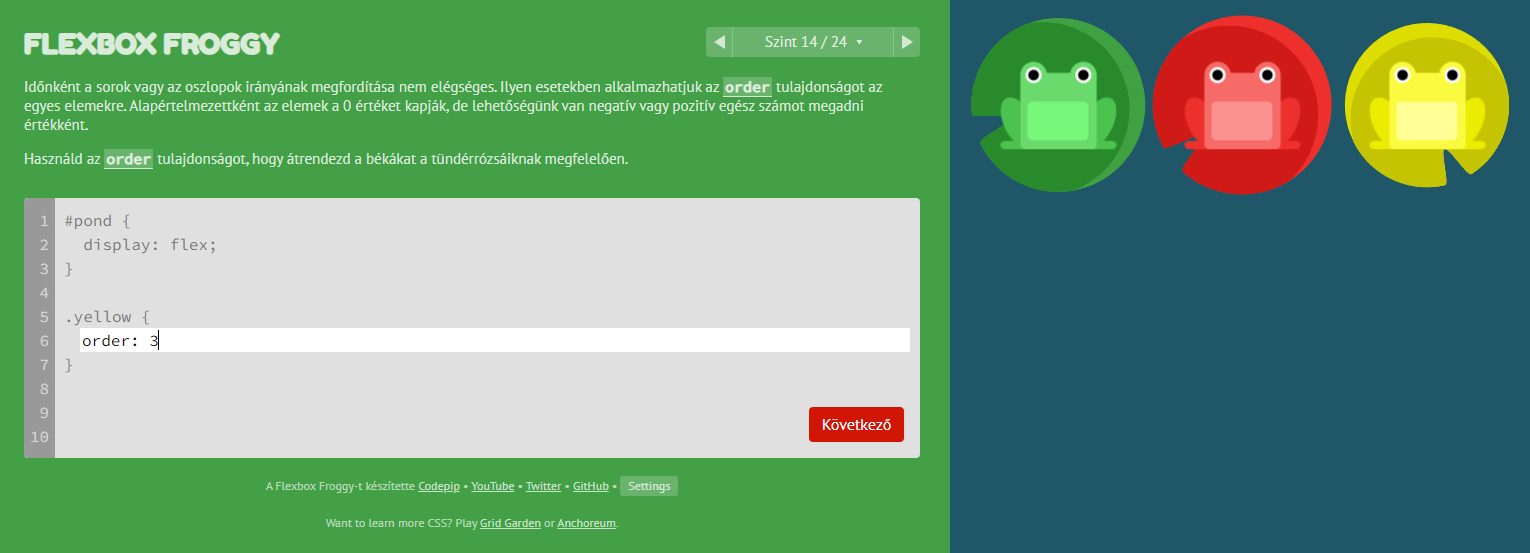 FLEXBOX FROGGY
Szint 14 / 24
Időnként a sorok vagy az oszlopok irányának megfordítása nem elégséges. Ilyen esetekben alkalmazhatjuk az order tulajdonságot az
egyes elemekre. Alapértelmezettként az elemek a 0 értéket kapják, de lehetőségünk van negatív vagy pozitív egész számot megadni
értékként.
Használd az order tulajdonságot, hogy átrendezd a békákat a tündérrózsáiknak megfelelően.
1 #pond {
2 display: flex;
3 }
4
5 .yellow {
6 order: 3
7 }
8
9
10
Következő
A Flexbox Froggy-t készítette Codepip • YouTube • Twitter • GitHub • Settings
Want to learn more CSS? Play Grid Garden or Anchoreum.